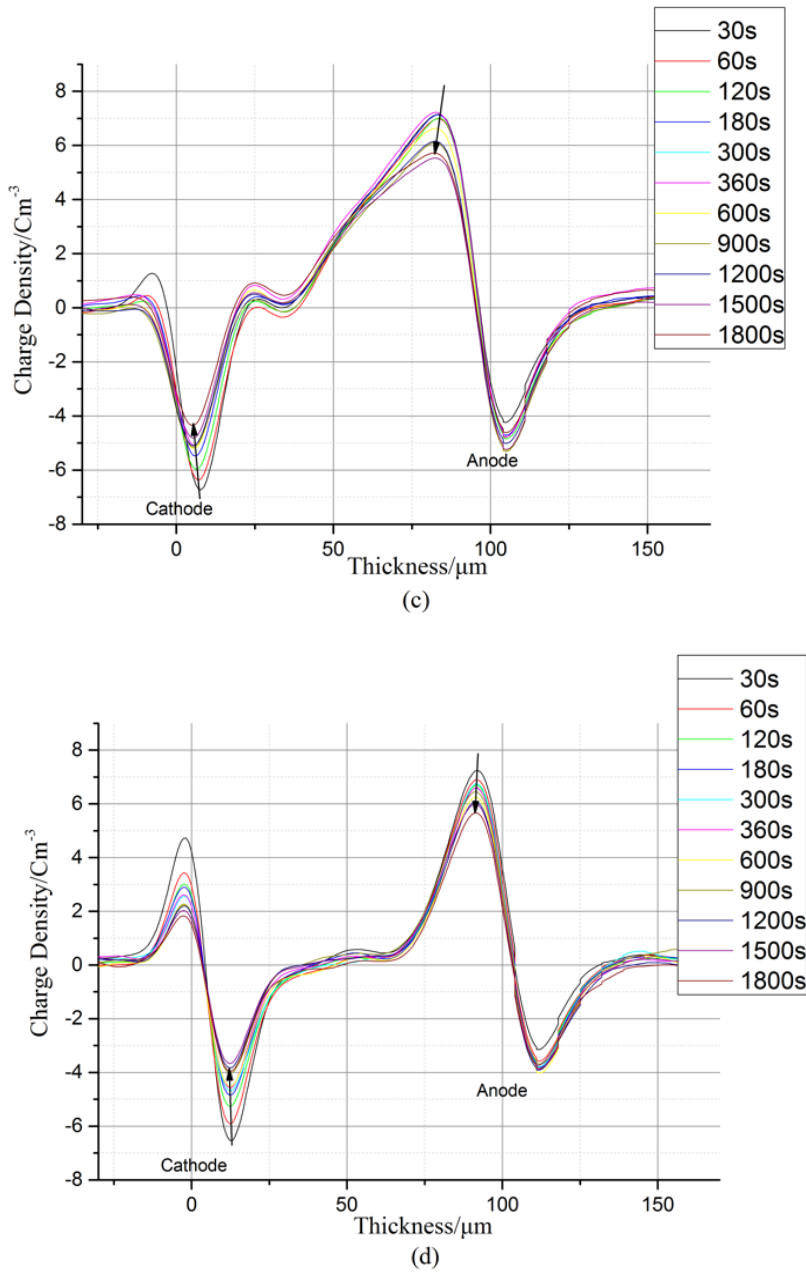 30s
60s
120s
180s
300s
360s
600s
900s
1200s
1500s
1800s
8
6
4
2
0
-2
-4
-6
-8
Charge Density/Cm-3
Cathode
Anode
0
50
100
150
Thickness/μm
(c)
30s
60s
120s
180s
300s
360s
600s
900s
1200s
1500s
1800s
8
6
4
2
0
-2
-4
-6
-8
Charge Density/Cm-3
Cathode
Anode
0
50
100
150
Thickness/μm
(d)